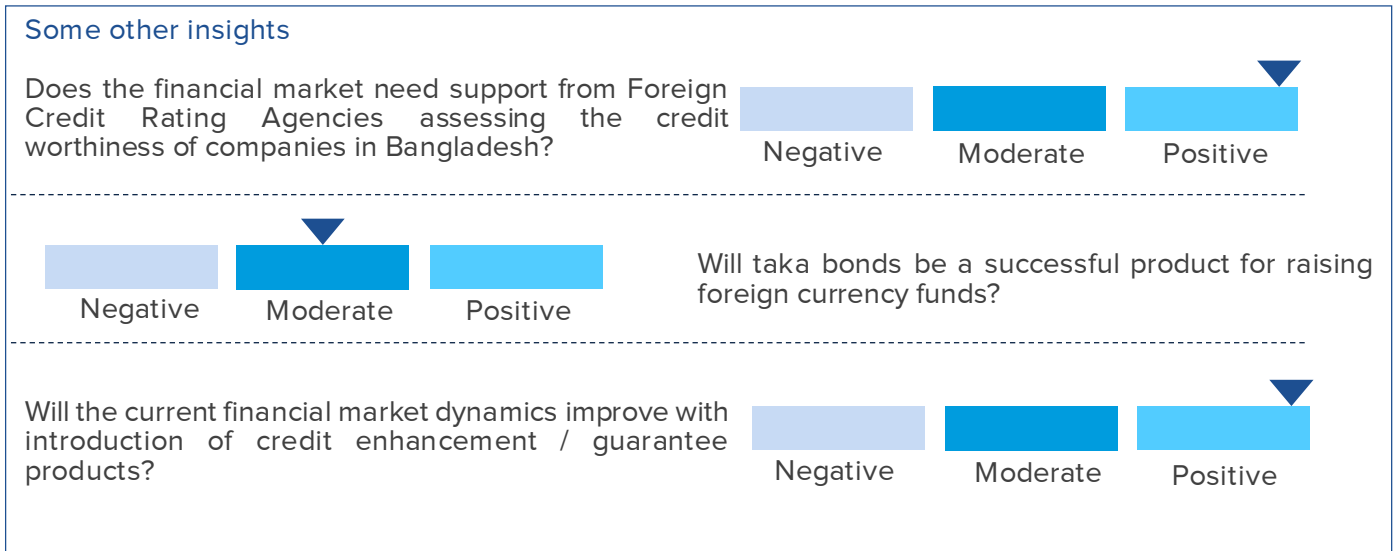 Some other insights
Does the financial market need support from Foreign
Credit Rating Agencies assessing the credit
worthiness of companies in Bangladesh?
Negative Moderate Positive
Negative Moderate Positive
Will taka bonds be a successful product for raising
foreign currency funds?
Will the current financial market dynamics improve with
introduction of credit enhancement / guarantee
products?
Negative Moderate Positive